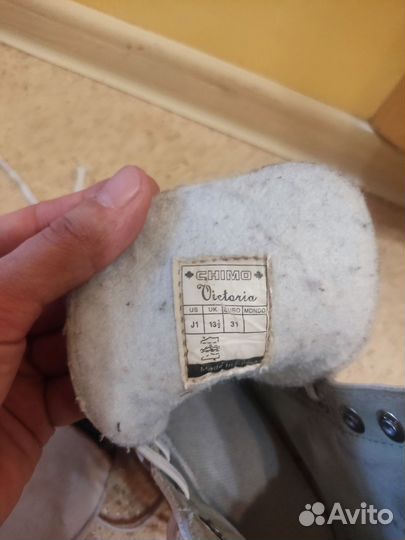 CHIMO
Victoria
US UK EURO MONDO
J1 13½ 31
Made in
Avito